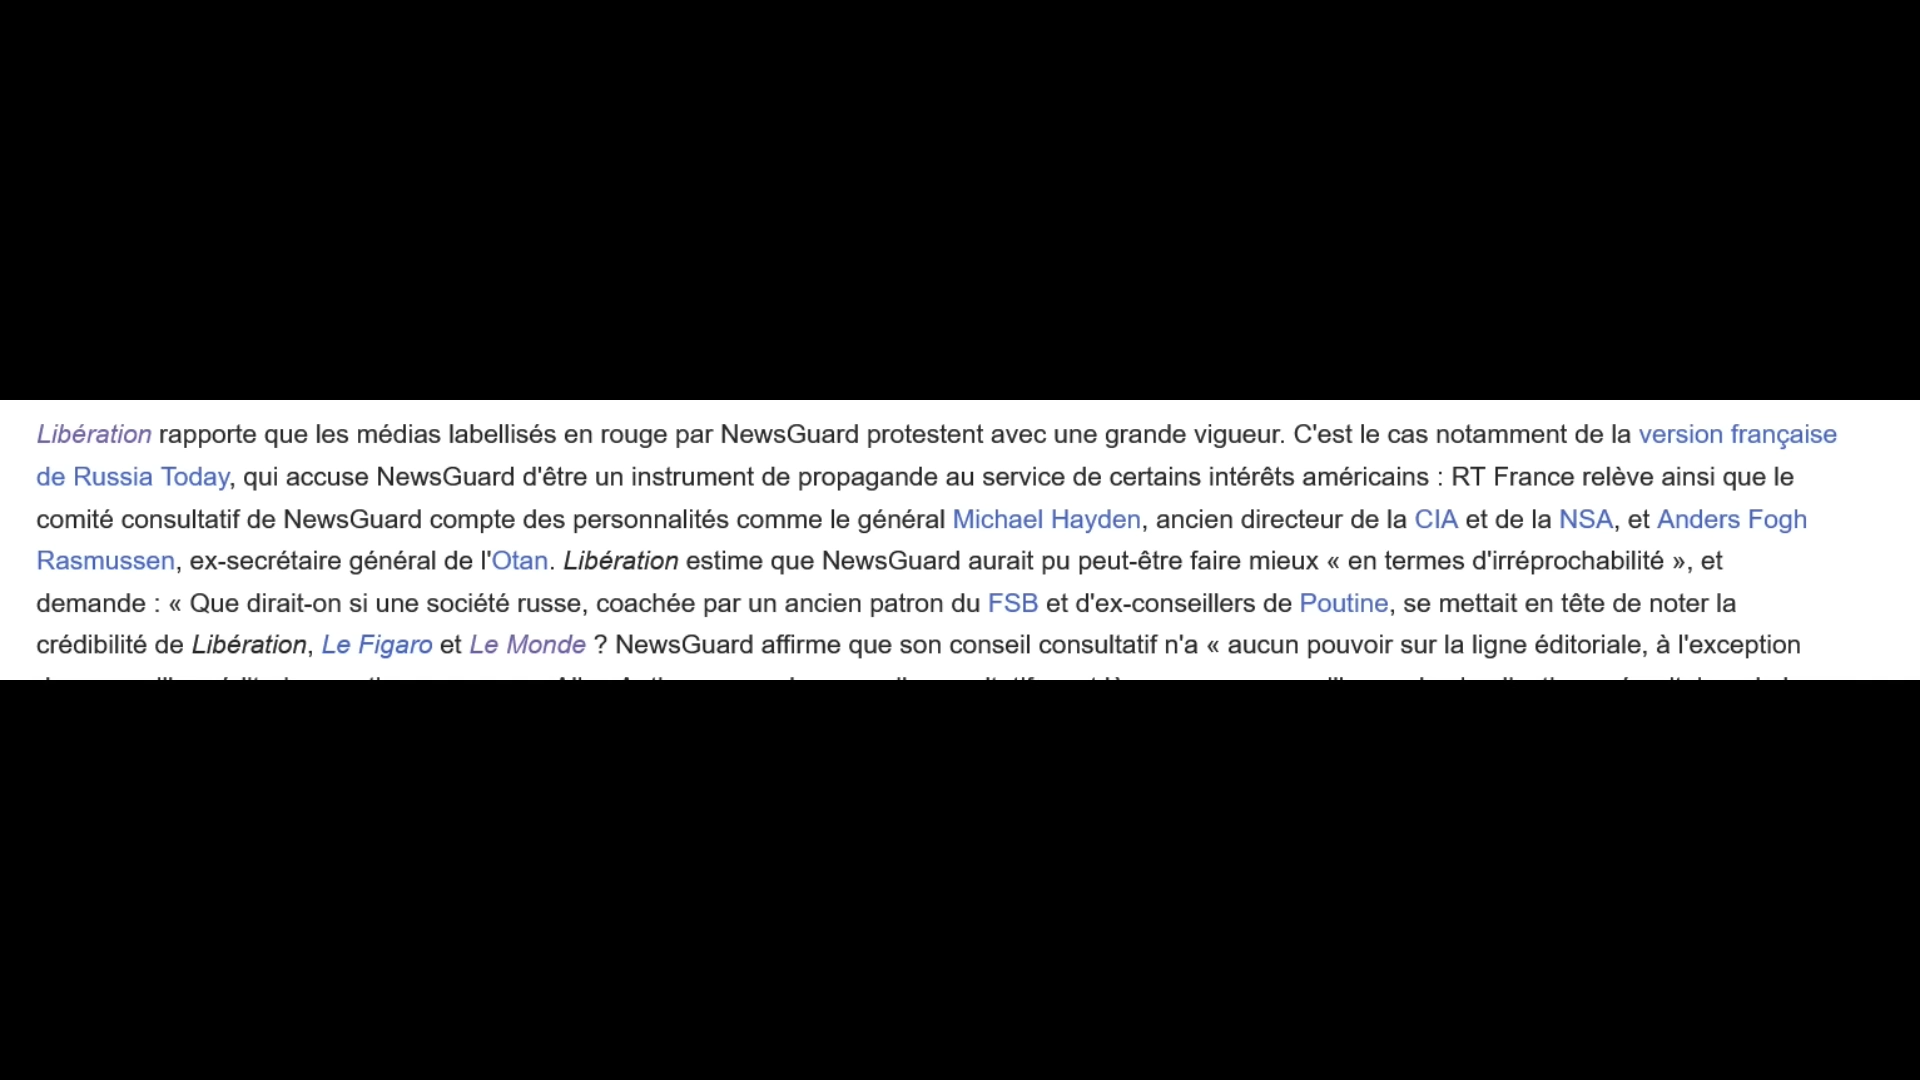 Libération rapporte que les médias labellisés en rouge par NewsGuard protestent avec une grande vigueur. C'est le cas notamment de la version française
de Russia Today, qui accuse NewsGuard d'être un instrument de propagande au service de certains intérêts américains : RT France relève ainsi que le
comité consultatif de NewsGuard compte des personnalités comme le général Michael Hayden, ancien directeur de la CIA et de la NSA, et Anders Fogh
Rasmussen, ex-secrétaire général de l'Otan. Libération estime que NewsGuard aurait pu peut-être faire mieux « en termes d'irréprochabilité », et
demande : « Que dirait-on si une société russe, coachée par un ancien patron du FSB et d'ex-conseillers de Poutine, se mettait en tête de noter la
crédibilité de Libération, Le Figaro et Le Monde ? NewsGuard affirme que son conseil consultatif n'a « aucun pouvoir sur la ligne éditoriale, à l'exception